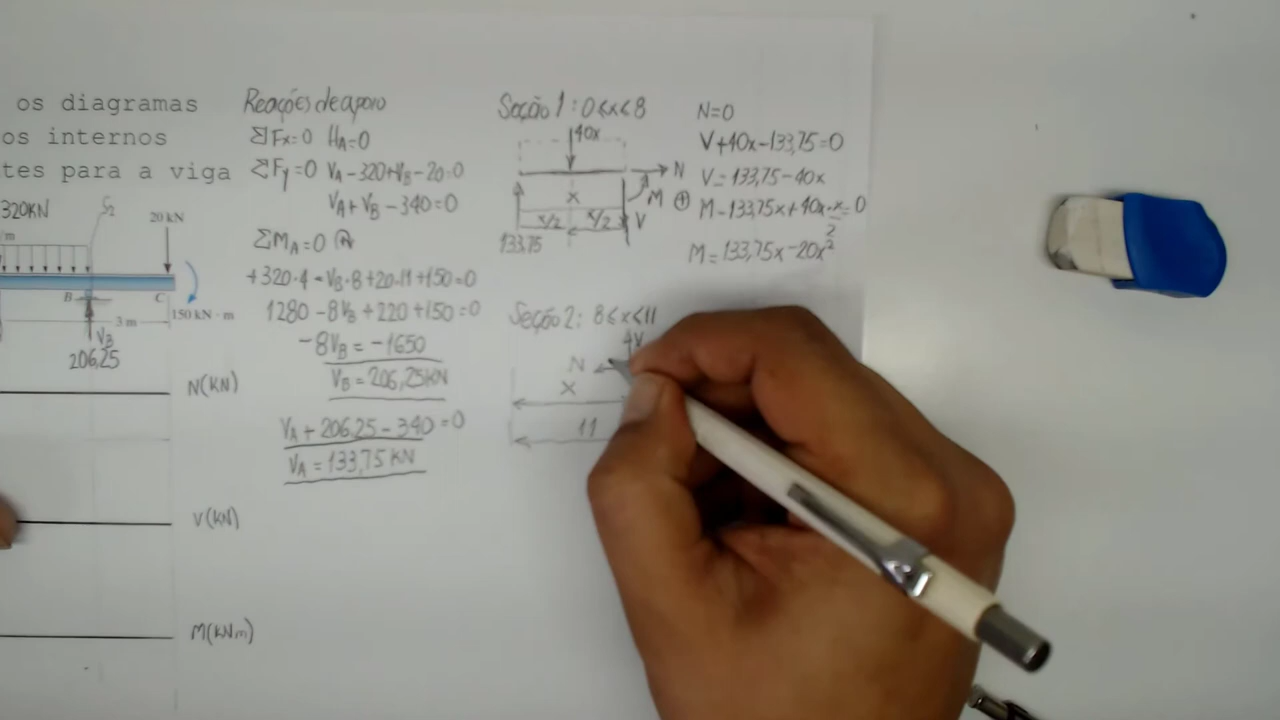 os diagramas
os internos
tes para a viga
320KN
S2
20 kN
m
B
C
150 kN · m
3 m
VB
206,25
N(KN)
V(KN)
M(KNm)
Reações de apoio
ΣFx=0 HA=0
ΣFy=0 VA-320+VB-20=0
VA+VB-340=0
ΣMA=0
+320·4-VB·8+20·11+150=0
1280-8VB+220+150=0
-8VB=-1650
VB=206,25KN
VA+206,25-340=0
VA=133,75KN
Seção 1: 0≤x≤8
40x
N
X
M
x/2 x/2
V
133,75
N=0
V+40x-133,75=0
V=133,75-40x
M-133,75x+40x·x/2=0
M=133,75x-20x²
Seção 2: 8≤x≤11
V
N
X
11